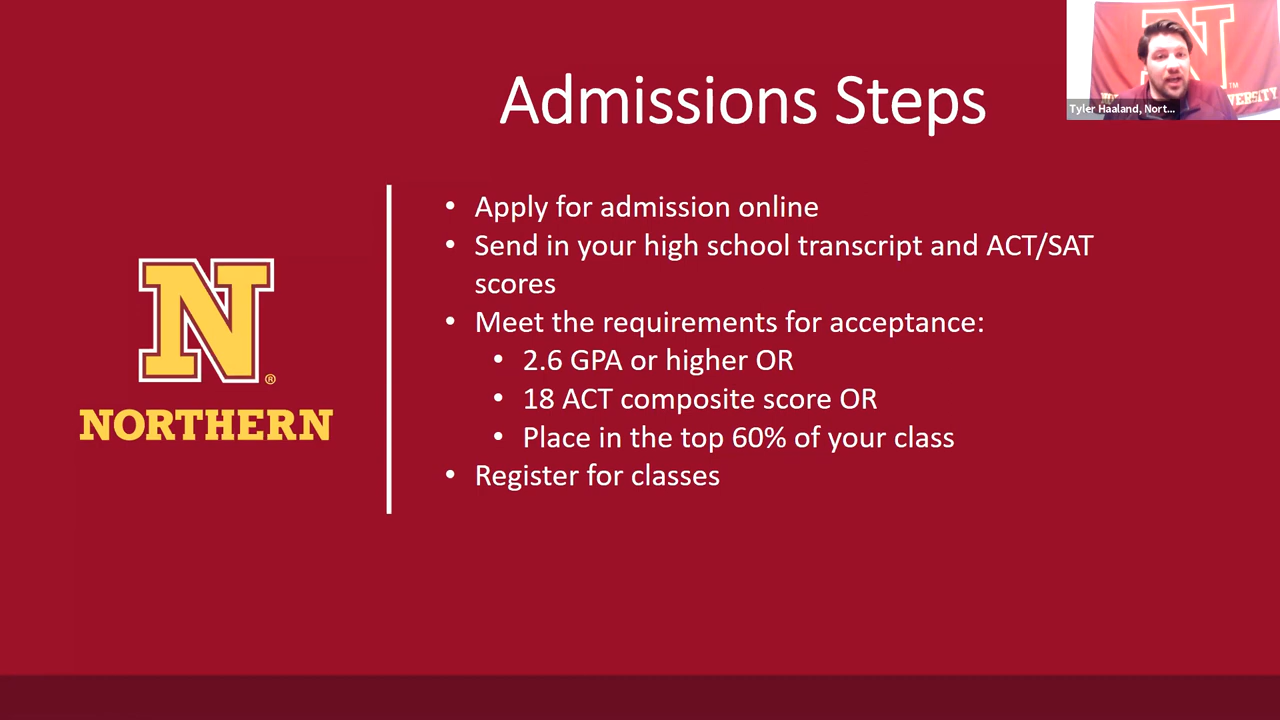 Admissions Steps
Tyler Haaland, Nort...
• Apply for admission online
• Send in your high school transcript and ACT/SAT
scores
• Meet the requirements for acceptance:
• 2.6 GPA or higher OR
• 18 ACT composite score OR
• Place in the top 60% of your class
• Register for classes
N
®
NORTHERN
N
TM
VERSITY